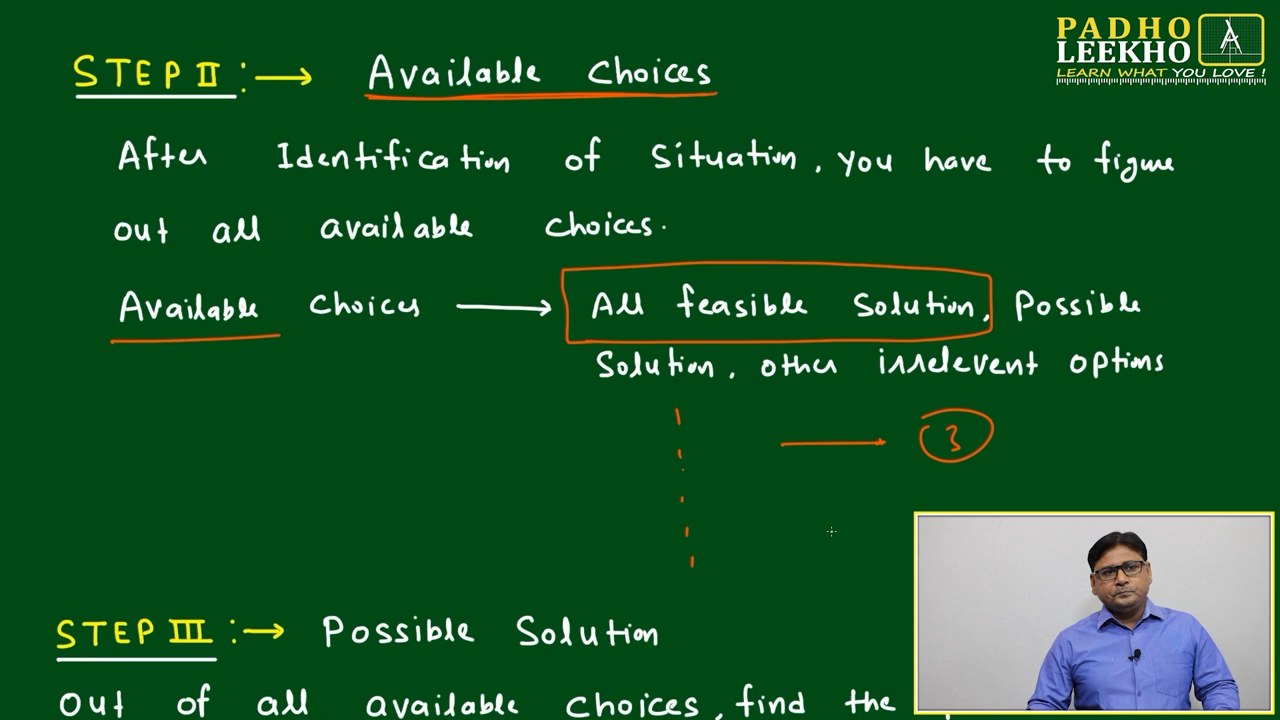 PADHO
LEEKHO
LEARN WHAT YOU LOVE !
STEP II :→ Available Choices
After Identification of Situation, you have to figure
out all available choices.
Available Choices → All feasible Solution, Possible
Solution, other irrelevent options
→ 3
STEP III :→ Possible Solution
Out of all available choices, find the